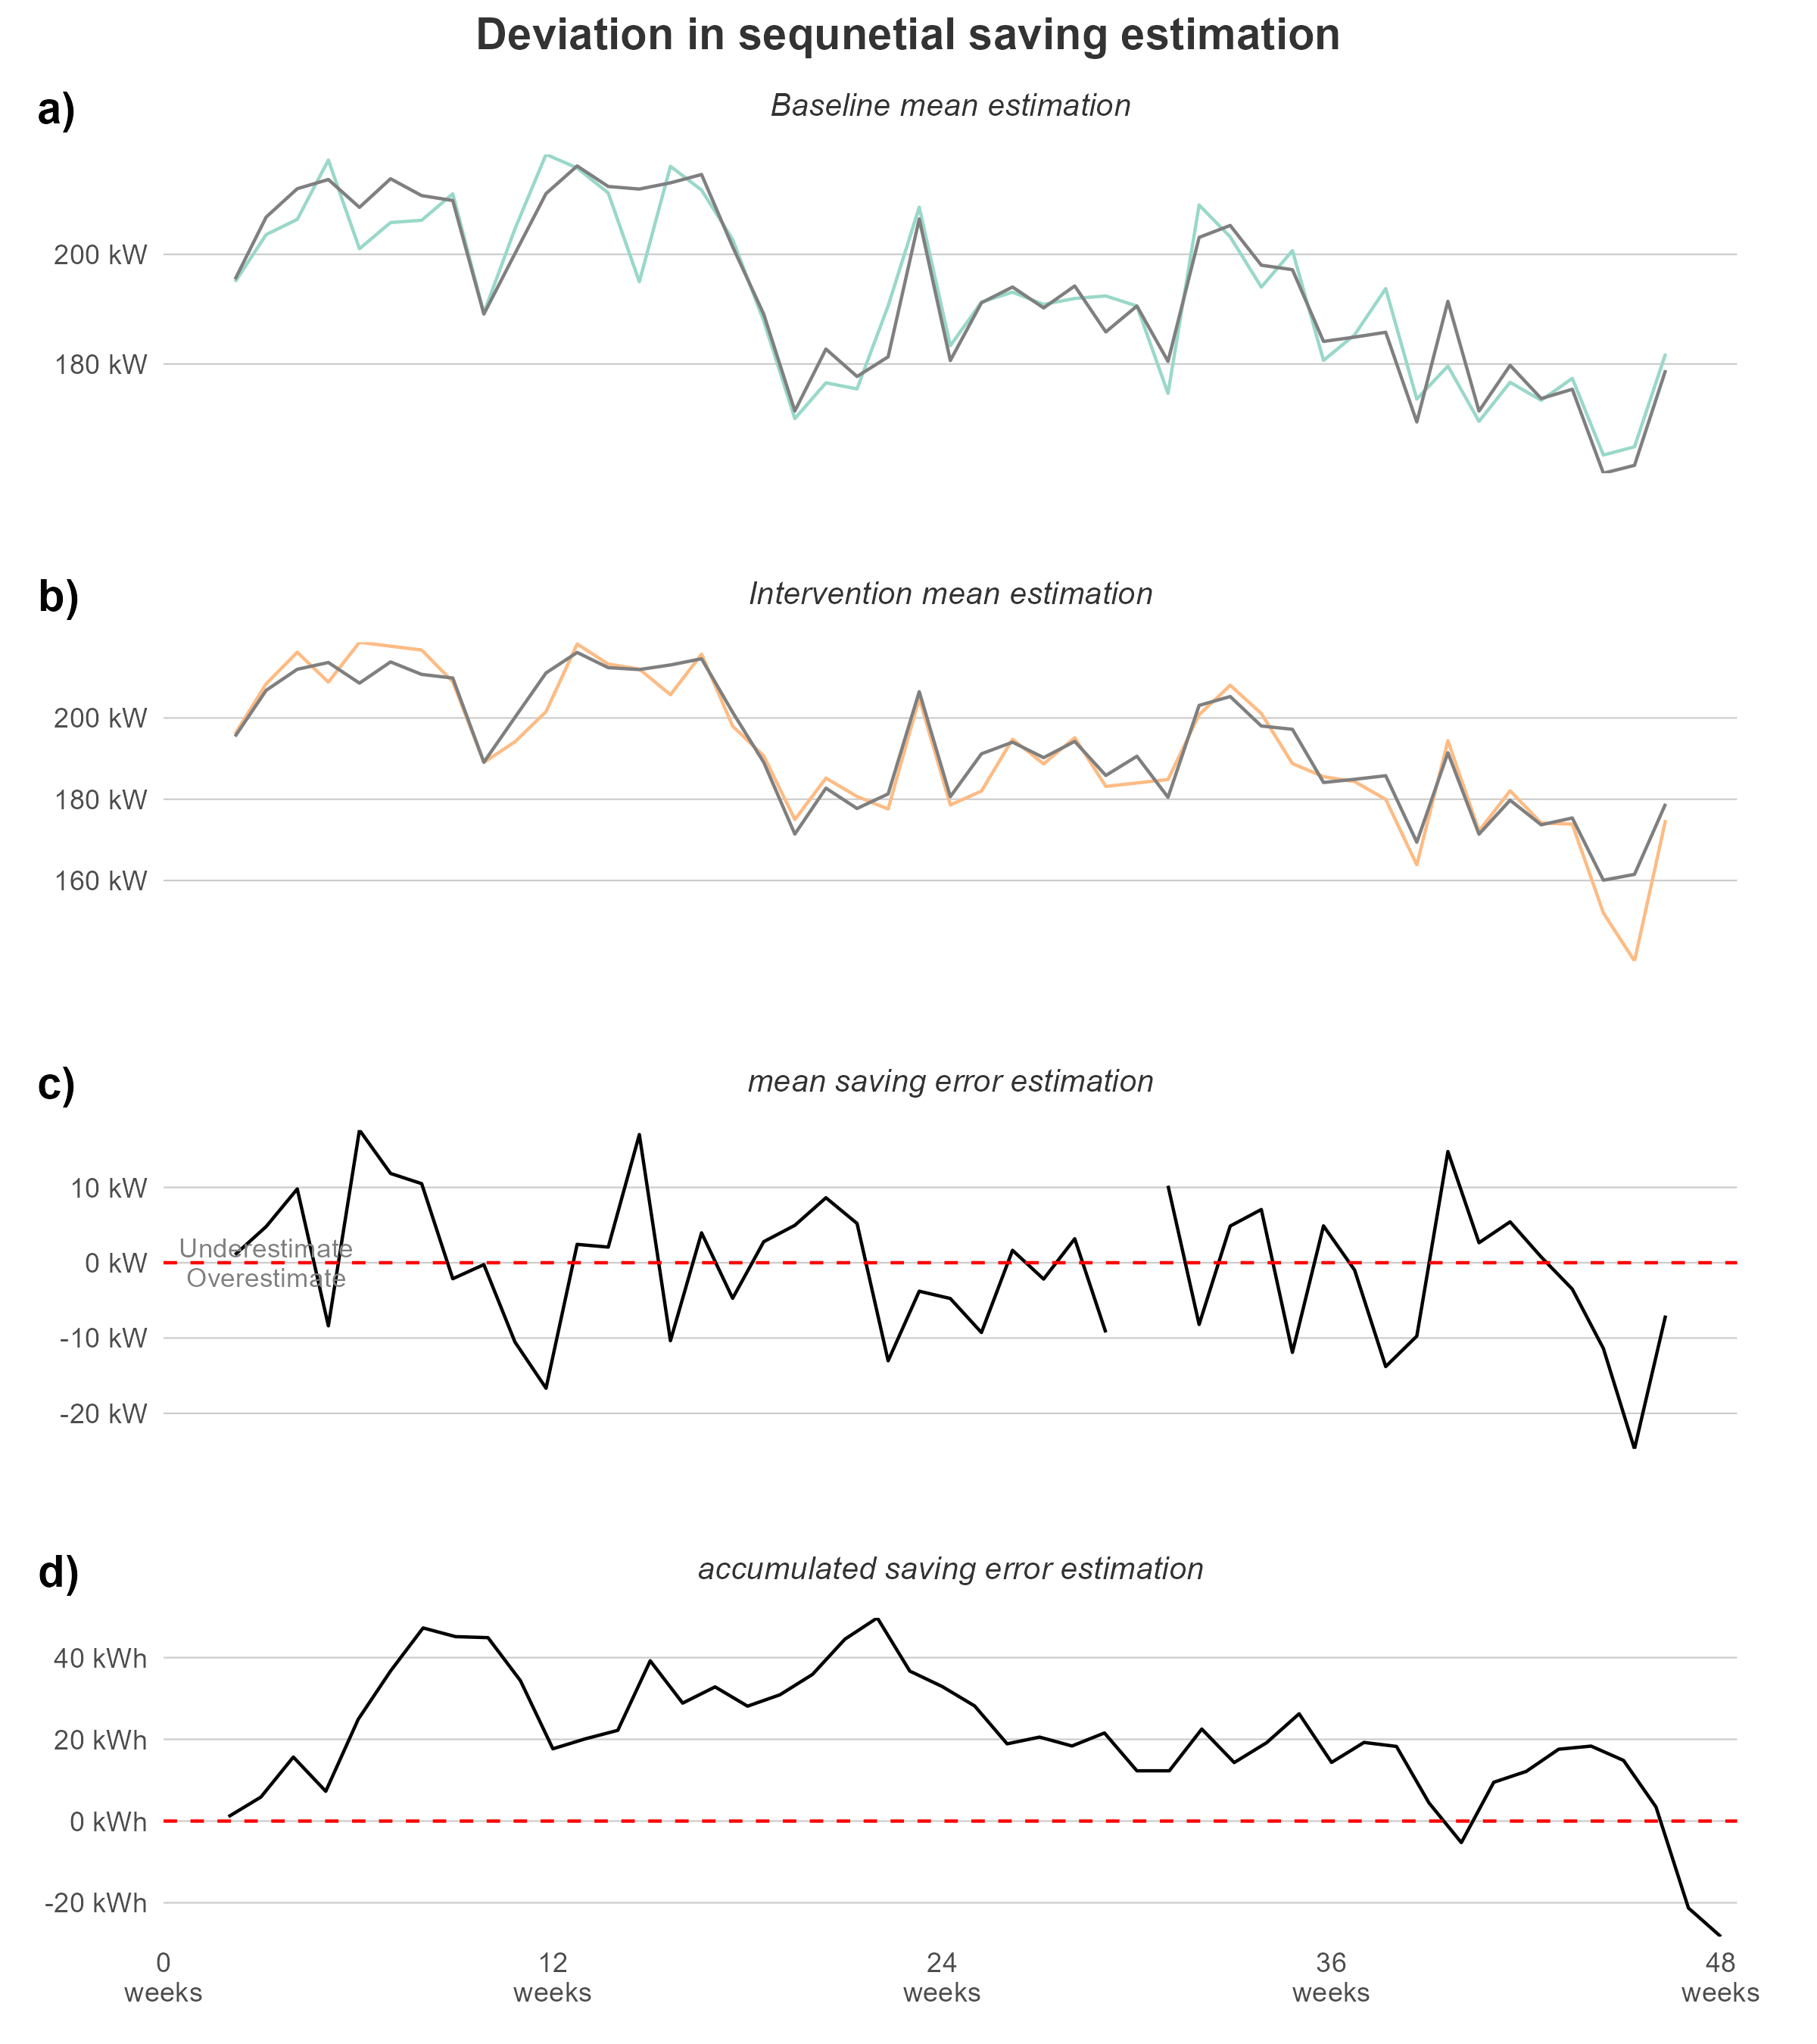 Deviation in sequnetial saving estimation
a)
Baseline mean estimation
200 kW
180 kW
b)
Intervention mean estimation
200 kW
180 kW
160 kW
c)
mean saving error estimation
10 kW
Underestimate
0 kW
Overestimate
-10 kW
-20 kW
d)
accumulated saving error estimation
40 kWh
20 kWh
0 kWh
-20 kWh
0 12 24 36 48
weeks weeks weeks weeks weeks